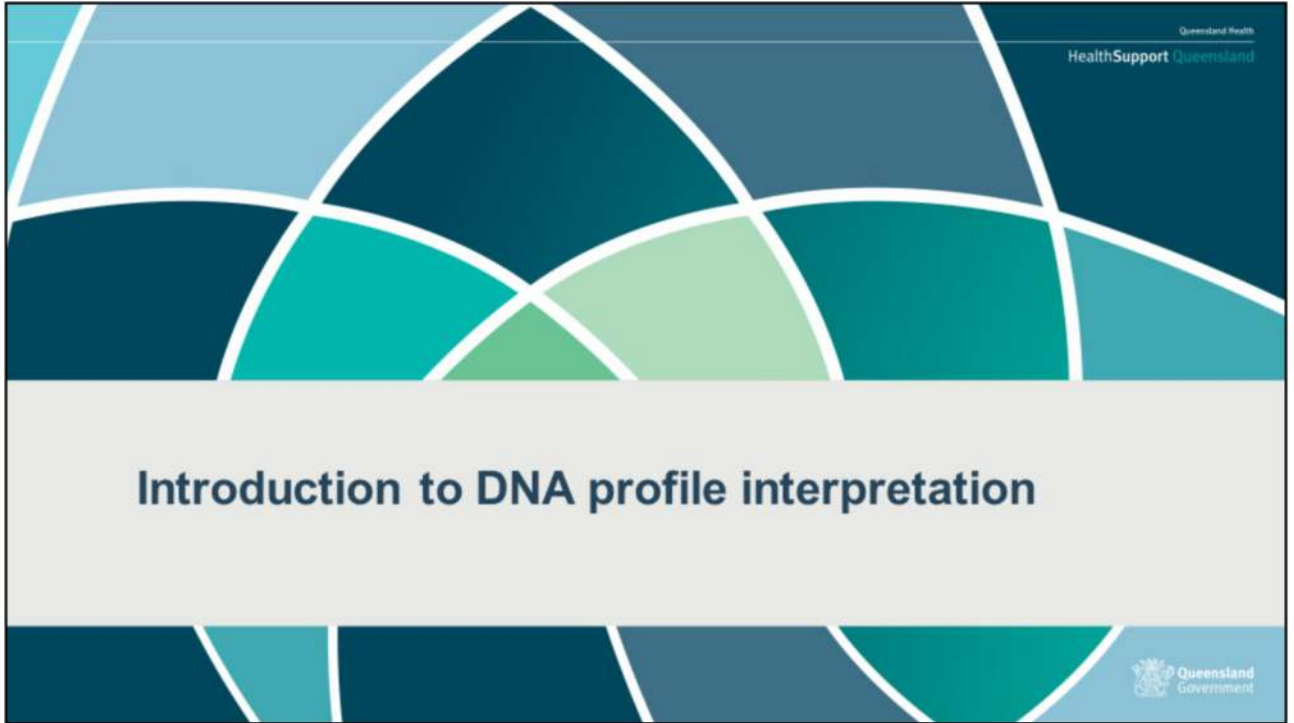 Queensland Health
HealthSupport Queensland
Introduction to DNA profile interpretation
Queensland
Government